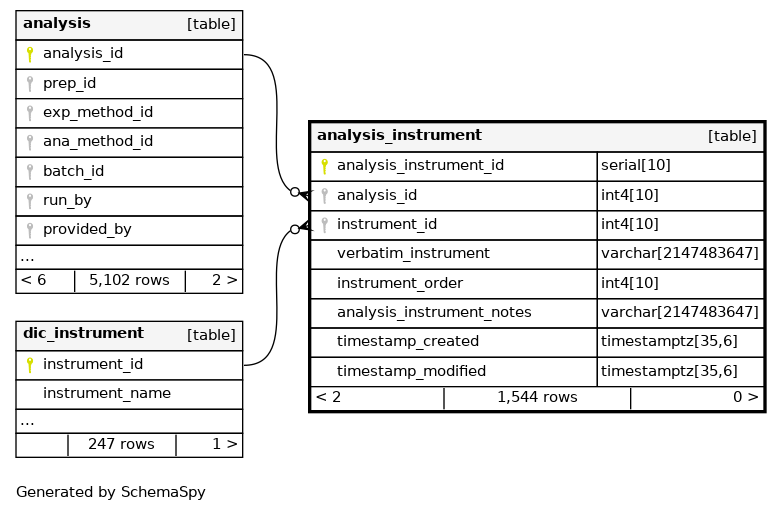 analysis [table]
analysis_id
prep_id
exp_method_id
ana_method_id
batch_id
run_by
provided_by
...
< 6 5,102 rows 2 >
dic_instrument [table]
instrument_id
instrument_name
...
247 rows 1 >
analysis_instrument [table]
analysis_instrument_id serial[10]
analysis_id int4[10]
instrument_id int4[10]
verbatim_instrument varchar[2147483647]
instrument_order int4[10]
analysis_instrument_notes varchar[2147483647]
timestamp_created timestamptz[35,6]
timestamp_modified timestamptz[35,6]
< 2 1,544 rows 0 >
Generated by SchemaSpy